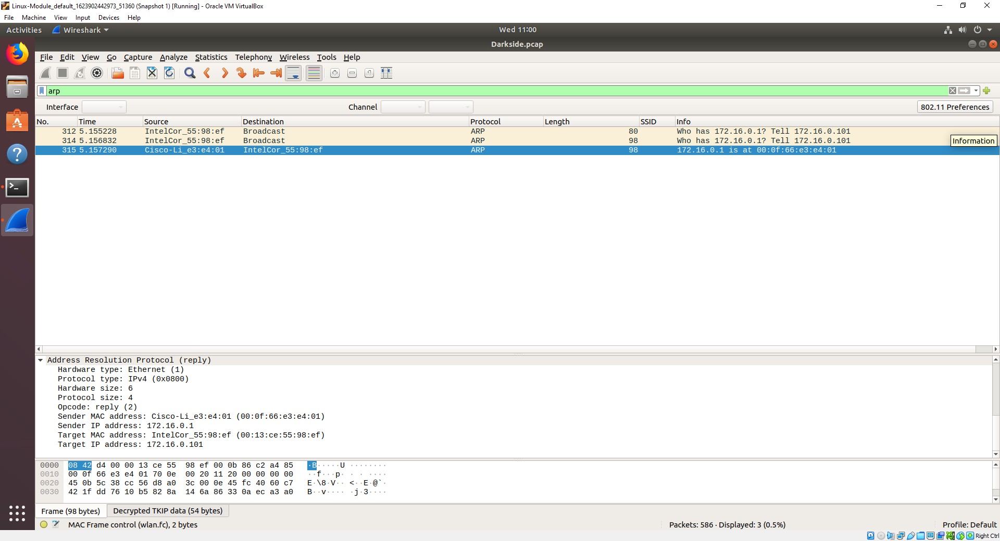 Linux-Module_default_1623902442973_51360 (Snapshot 1) [Running] - Oracle VM VirtualBox
File Machine View Input Devices Help
Activities Wireshark Wed 11:00
Darkside.pcap
File Edit View Go Capture Analyze Statistics Telephony Wireless Tools Help
arp
Interface Channel 802.11 Preferences
No. Time Source Destination Protocol Length SSID Info
312 5.155228 IntelCor_55:98:ef Broadcast ARP 80 Who has 172.16.0.1? Tell 172.16.0.101
314 5.156832 IntelCor_55:98:ef Broadcast ARP 98 Who has 172.16.0.1? Tell 172.16.0.101
Information
315 5.157290 Cisco-Li_e3:e4:01 IntelCor_55:98:ef ARP 98 172.16.0.1 is at 00:0f:66:e3:e4:01
Address Resolution Protocol (reply)
Hardware type: Ethernet (1)
Protocol type: IPv4 (0x0800)
Hardware size: 6
Protocol size: 4
Opcode: reply (2)
Sender MAC address: Cisco-Li_e3:e4:01 (00:0f:66:e3:e4:01)
Sender IP address: 172.16.0.1
Target MAC address: IntelCor_55:98:ef (00:13:ce:55:98:ef)
Target IP address: 172.16.0.101
0000 08 42 d4 00 00 13 ce 55 98 ef 00 0b 86 c2 a4 85 ·B·····U ········
0010 00 0f 66 e3 e4 01 70 0e 00 20 11 20 00 00 00 00 ··f···p· · · ····
0020 45 0b 5c 38 cc 56 d8 a0 3c 00 0e 45 fc 40 60 c7 E·\8·V·· <··E·@`·
0030 42 1f dd 76 10 b5 82 8a 14 6a 86 33 0a ec a3 a0 B··v···· ·j·3····
Frame (98 bytes) Decrypted TKIP data (54 bytes)
MAC Frame control (wlan.fc), 2 bytes Packets: 586 · Displayed: 3 (0.5%) Profile: Default
Right Ctrl